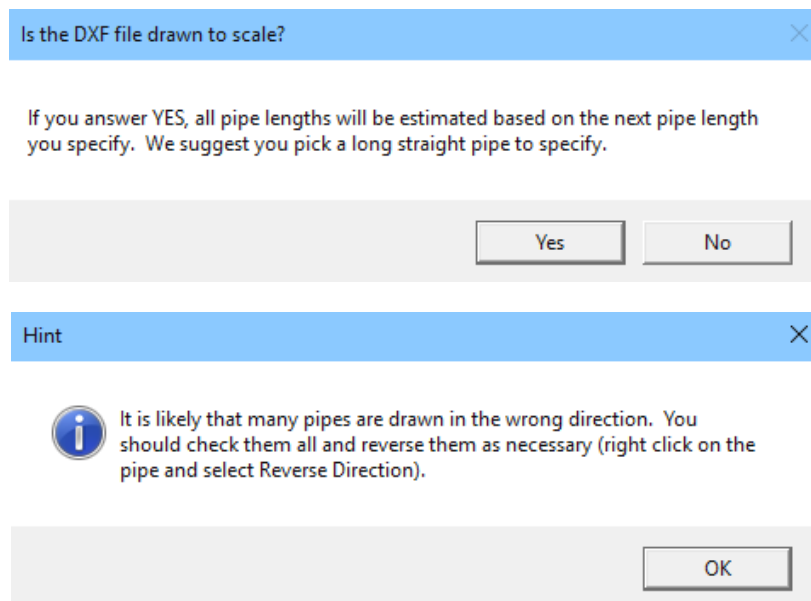 Is the DXF file drawn to scale?
If you answer YES, all pipe lengths will be estimated based on the next pipe length
you specify.  We suggest you pick a long straight pipe to specify.
Yes
No
Hint
It is likely that many pipes are drawn in the wrong direction.  You
should check them all and reverse them as necessary (right click on the
pipe and select Reverse Direction).
OK